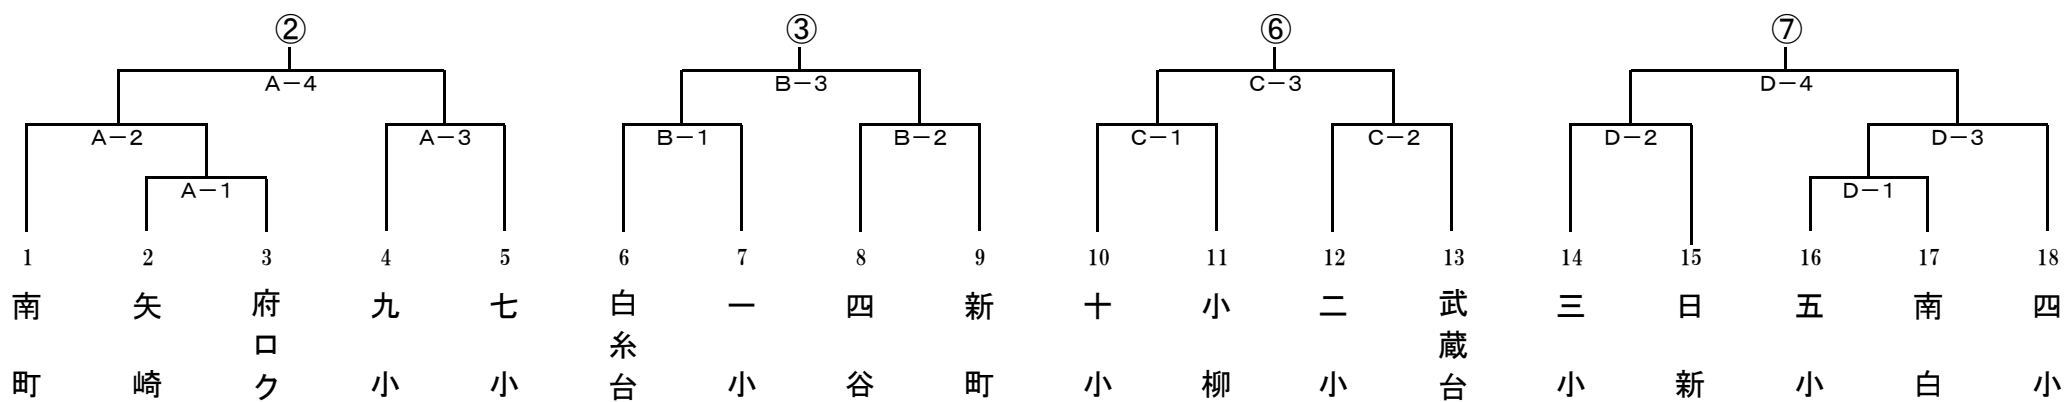 ② ③ ⑥ ⑦
A－4 B－3 C－3 D－4
A－2 A－3 B－1 B－2 C－1 C－2 D－2 D－3
A－1 D－1
1 2 3 4 5 6 7 8 9 10 11 12 13 14 15 16 17 18
南町 矢崎 府ロク 九小 七小 白糸台 一小 四谷 新町 十小 小柳 二小 武蔵台 三小 日新 五小 南白 四小